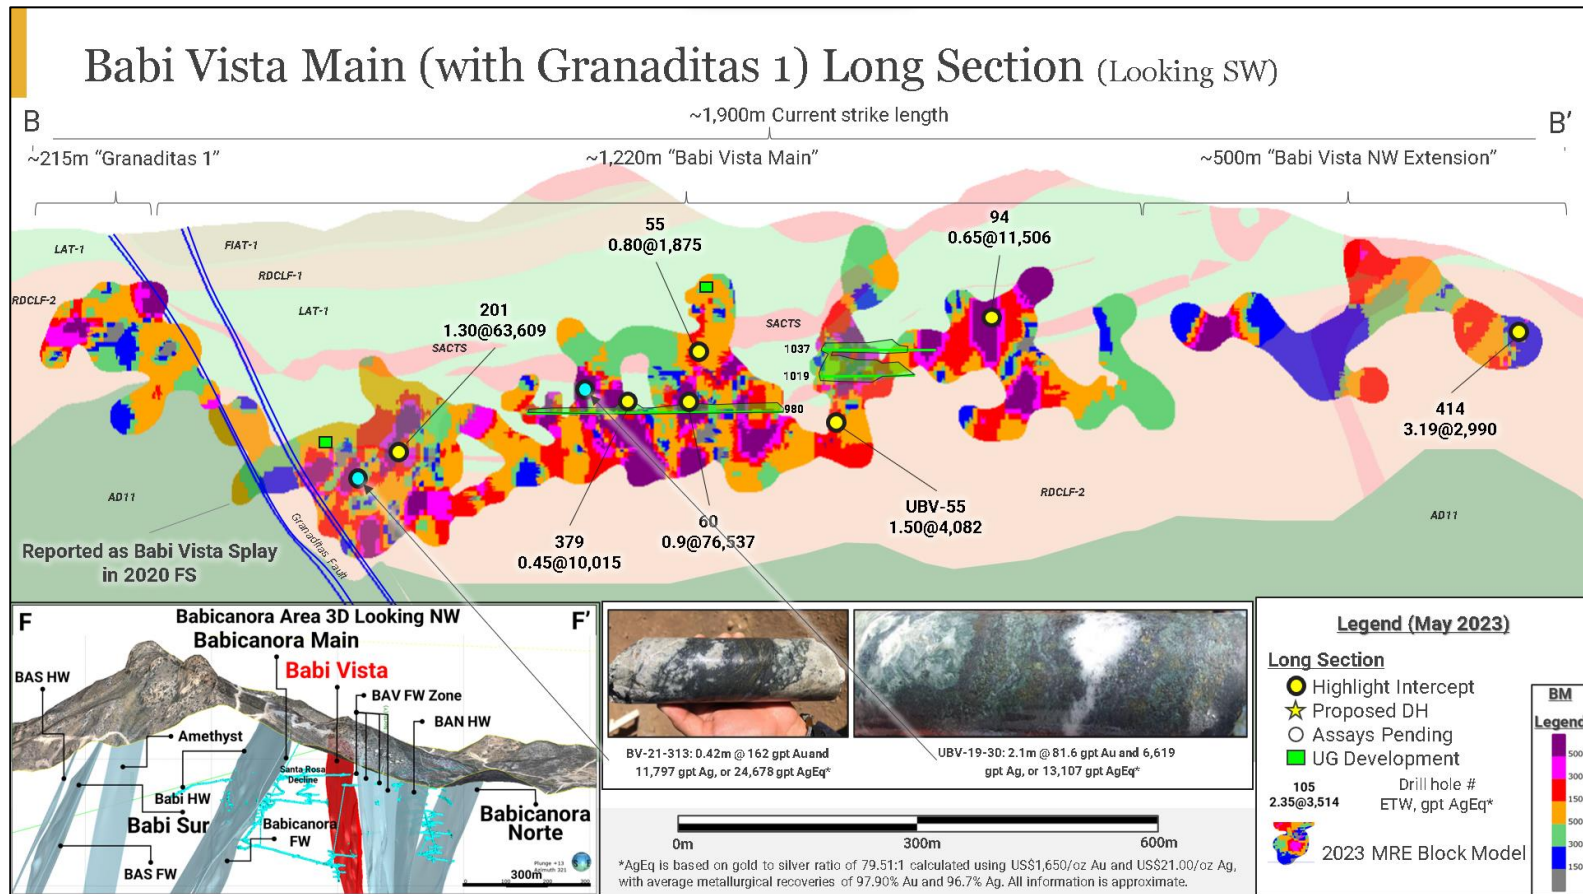 Babi Vista Main (with Granaditas 1) Long Section (Looking SW)
B
~1,900m Current strike length
B’
~215m “Granaditas 1”
~1,220m “Babi Vista Main”
~500m “Babi Vista NW Extension”
LAT-1
FIAT-1
RDCLF-1
RDCLF-2
LAT-1
55
0.80@1,875
94
0.65@11,506
201
1.30@63,609
SACTS
SACTS
1037
1019
980
414
3.19@2,990
AD11
RDCLF-2
AD11
UBV-55
1.50@4,082
60
0.9@76,537
379
0.45@10,015
Granaditas Fault
Reported as Babi Vista Splay
in 2020 FS
F
Babicanora Area 3D Looking NW
F’
Babicanora Main
Babi Vista
BAS HW
BAV FW Zone
BAN HW
Amethyst
Santa Rosa
Decline
Babi HW
Babi Sur
Babicanora
FW
Babicanora
Norte
BAS FW
Plunge +13
Azimuth 321
300m
BV-21-313: 0.42m @ 162 gpt Au and
11,797 gpt Ag, or 24,678 gpt AgEq*
UBV-19-30: 2.1m @ 81.6 gpt Au and 6,619
gpt Ag, or 13,107 gpt AgEq*
0m
300m
600m
*AgEq is based on gold to silver ratio of 79.51:1 calculated using US$1,650/oz Au and US$21.00/oz Ag,
with average metallurgical recoveries of 97.90% Au and 96.7% Ag. All information is approximate.
Legend (May 2023)
Long Section
Highlight Intercept
Proposed DH
Assays Pending
UG Development
105
2.35@3,514
Drill hole #
ETW, gpt AgEq*
2023 MRE Block Model
BM
Legend
500
300
150
500
300
150